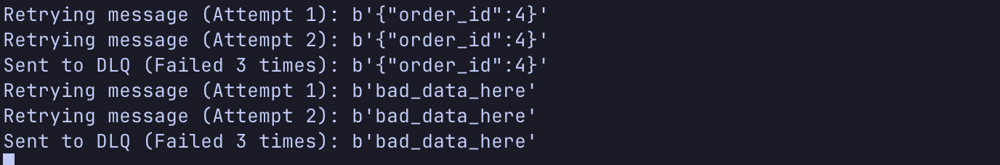 Retrying message (Attempt 1): b'{"order_id":4}'
Retrying message (Attempt 2): b'{"order_id":4}'
Sent to DLQ (Failed 3 times): b'{"order_id":4}'
Retrying message (Attempt 1): b'bad_data_here'
Retrying message (Attempt 2): b'bad_data_here'
Sent to DLQ (Failed 3 times): b'bad_data_here'